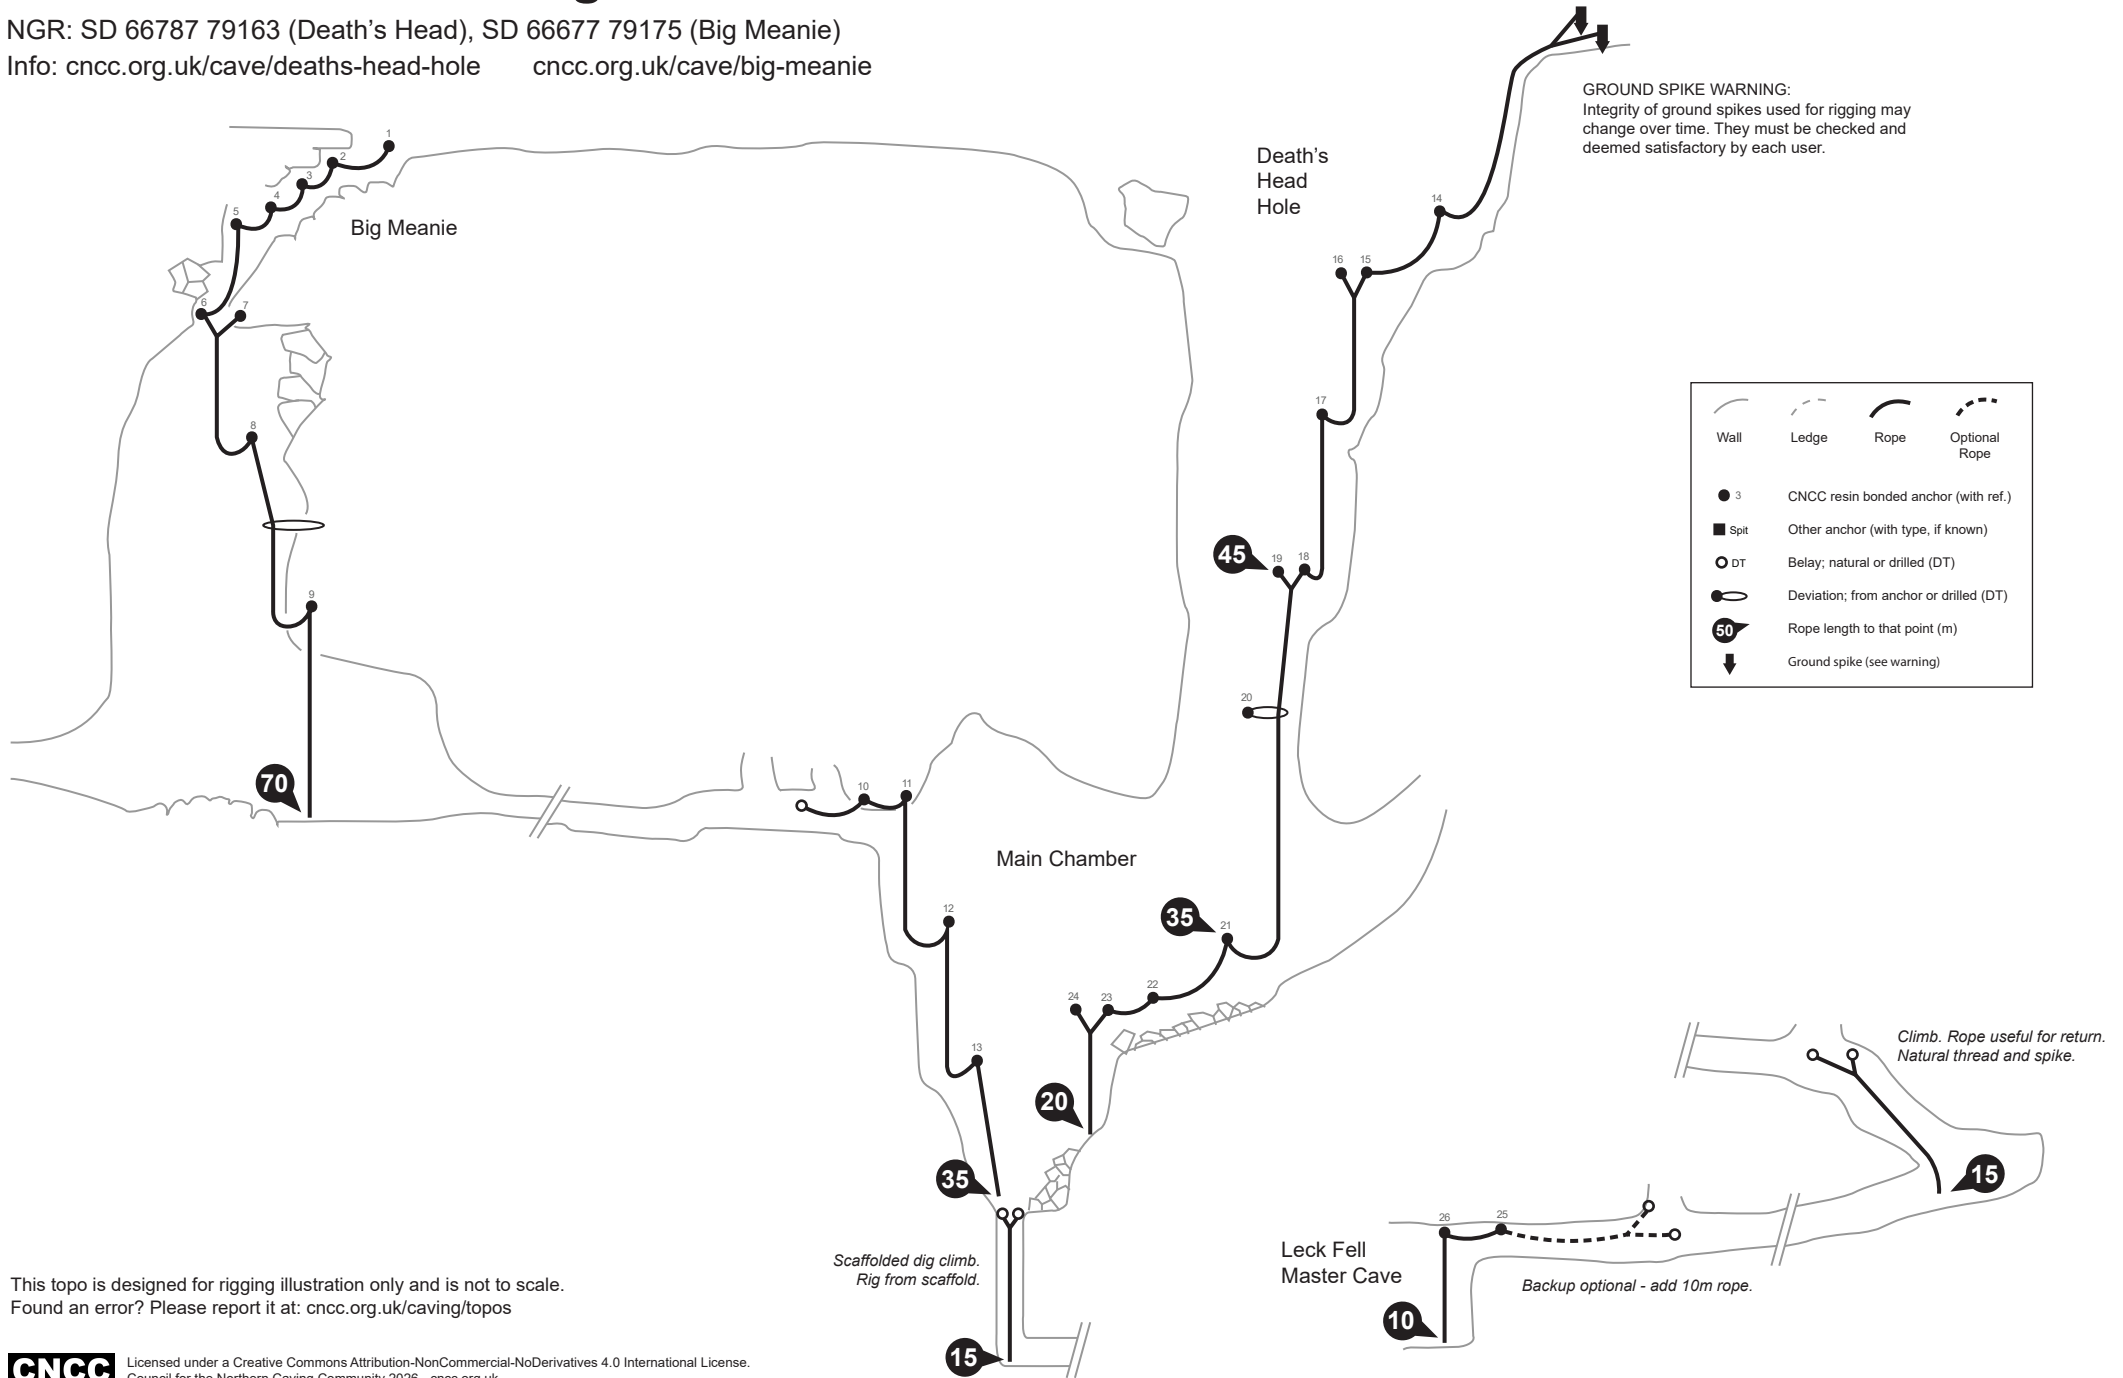 NGR: SD 66787 79163 (Death’s Head), SD 66677 79175 (Big Meanie)
Info: cncc.org.uk/cave/deaths-head-hole cncc.org.uk/cave/big-meanie
GROUND SPIKE WARNING:
Integrity of ground spikes used for rigging may
change over time. They must be checked and
deemed satisfactory by each user.
1
2
3
4
5
Big Meanie
6
7
8
9
70
Death’s
Head
Hole
14
16
15
17
45
19
18
20
Wall
Ledge
Rope
Optional
Rope
3
CNCC resin bonded anchor (with ref.)
Spit
Other anchor (with type, if known)
DT
Belay; natural or drilled (DT)
Deviation; from anchor or drilled (DT)
50
Rope length to that point (m)
Ground spike (see warning)
10
11
Main Chamber
12
13
35
35
21
22
23
24
20
Scaffolded dig climb.
Rig from scaffold.
15
Climb. Rope useful for return.
Natural thread and spike.
15
26
25
Leck Fell
Master Cave
Backup optional - add 10m rope.
10
This topo is designed for rigging illustration only and is not to scale.
Found an error? Please report it at: cncc.org.uk/caving/topos
CNCC
Licensed under a Creative Commons Attribution-NonCommercial-NoDerivatives 4.0 International License.
Council for the Northern Caving Community 2026 - cncc.org.uk